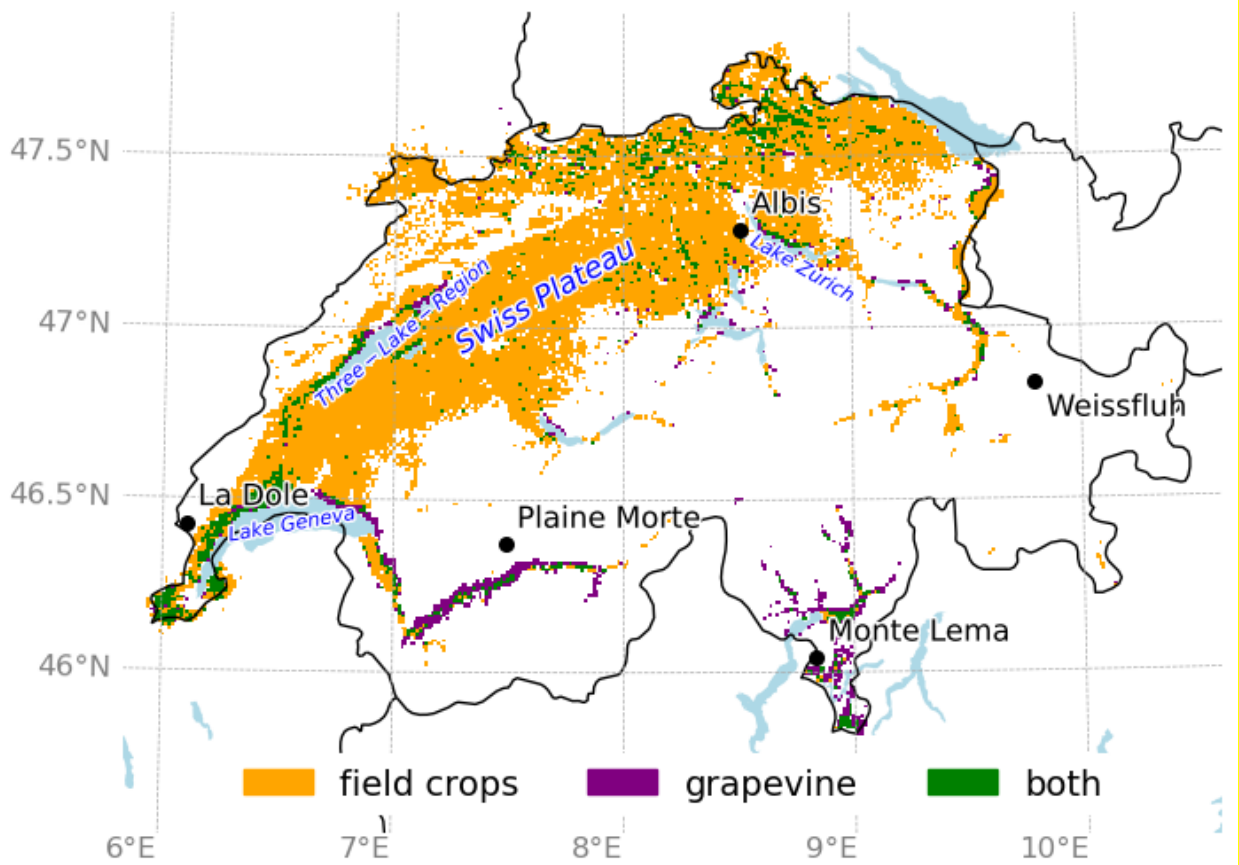 47.5°N
Albis
Lake Zurich
Three – Lake – Region
Swiss Plateau
47°N
Weissfluh
46.5°N
La Dole
Lake Geneva
Plaine Morte
Monte Lema
46°N
field crops grapevine both
6°E 7°E 8°E 9°E 10°E